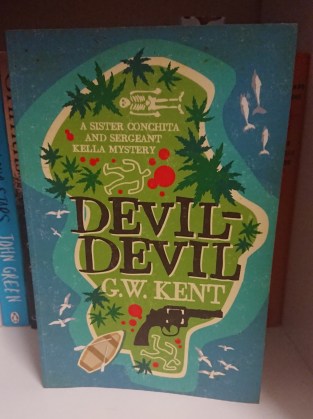 A SISTER CONCHITA
AND SERGEANT
KELLA MYSTERY
DEVIL-
DEVIL
G.W. KENT
JOHN GREEN